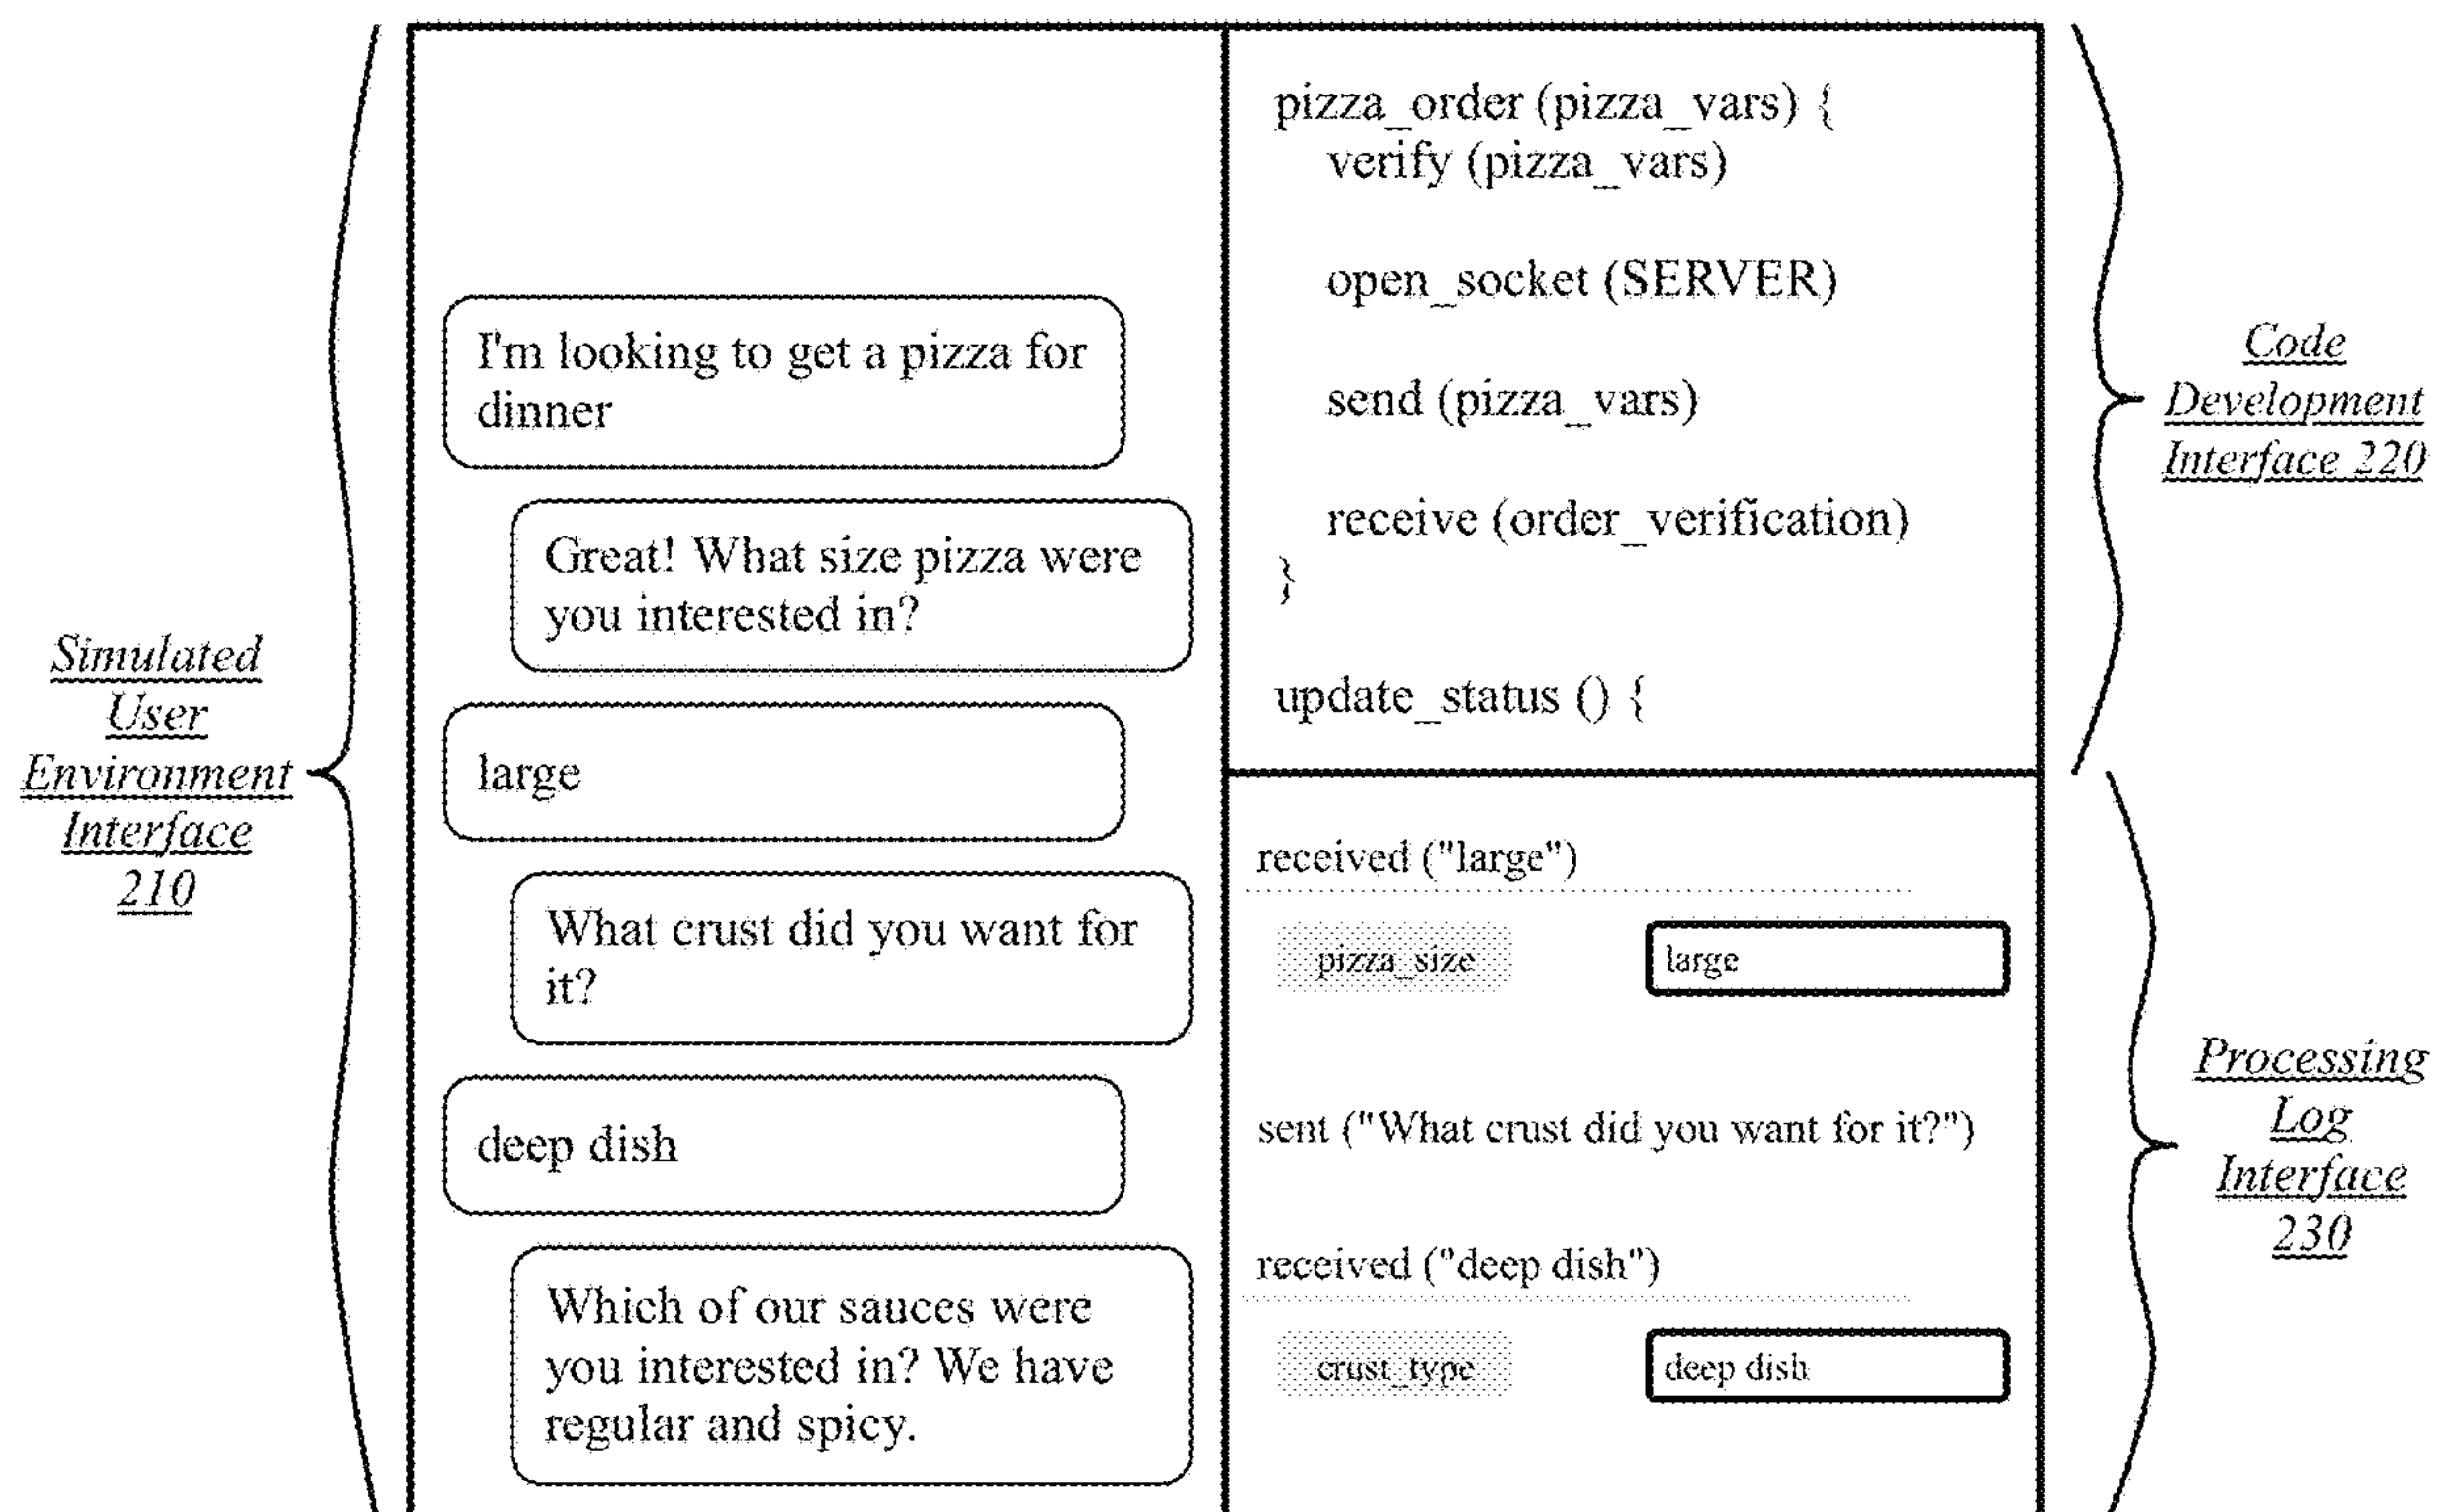 Simulated
User
Environment
Interface
210
I'm looking to get a pizza for
dinner
Great! What size pizza were
you interested in?
large
What crust did you want for
it?
deep dish
Which of our sauces were
you interested in? We have
regular and spicy.
pizza_order (pizza_vars) {
verify (pizza_vars)
open_socket (SERVER)
send (pizza_vars)
receive (order_verification)
}
update_status () {
Code
Development
Interface 220
received ("large")
pizza_size large
sent ("What crust did you want for it?")
received ("deep dish")
crust_type deep dish
Processing
Log
Interface
230